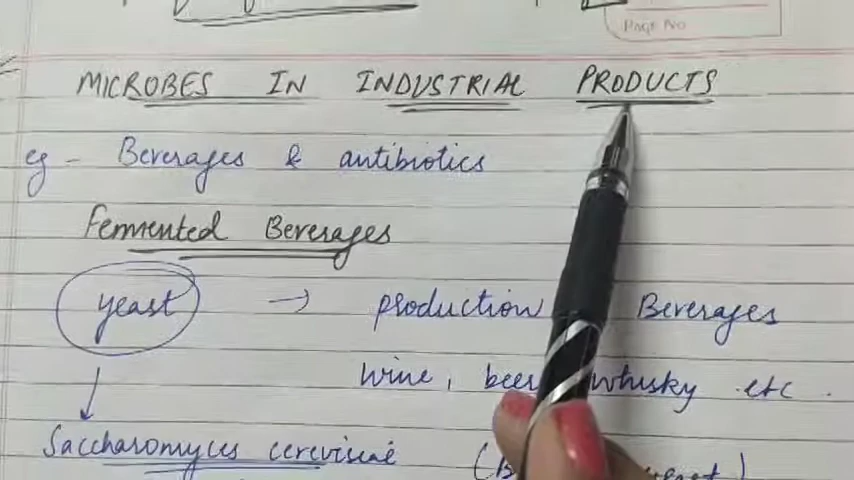 Page No
MICROBES IN INDUSTRIAL PRODUCTS
eg - Beverages & antibiotics
Fermented Beverages
yeast → production Beverages
wine, beer whisky etc.
Saccharomyces cerevisiae (B